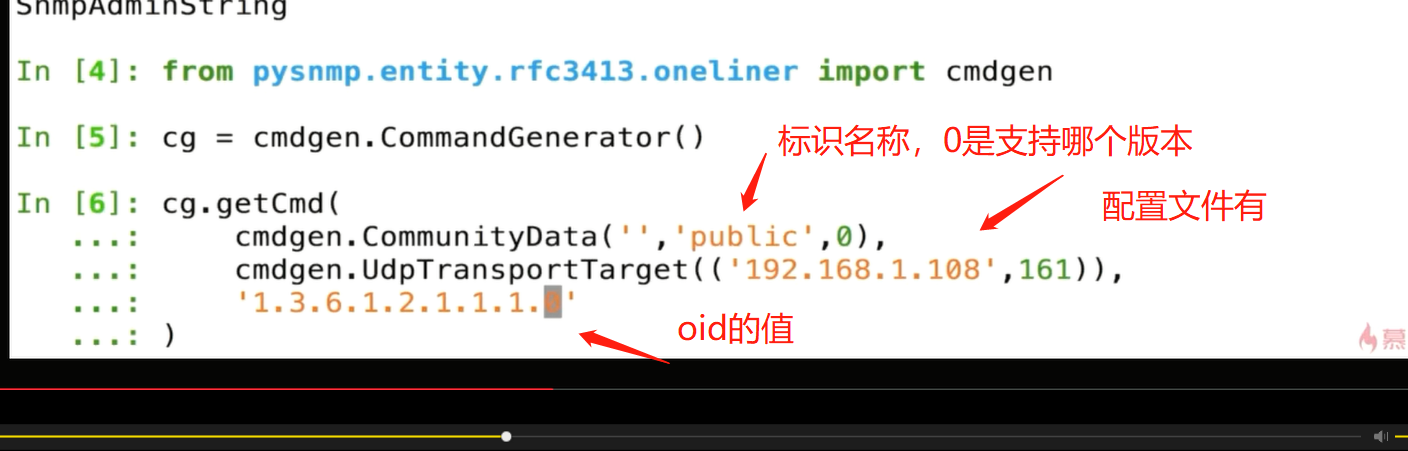 SnmpAdminString
In [4]: from pysnmp.entity.rfc3413.oneliner import cmdgen
In [5]: cg = cmdgen.CommandGenerator()
标识名称，0是支持哪个版本
In [6]: cg.getCmd(
配置文件有
...: cmdgen.CommunityData('','public',0),
...: cmdgen.UdpTransportTarget(('192.168.1.108',161)),
...: '1.3.6.1.2.1.1.1.0'
oid的值
...: )
慕